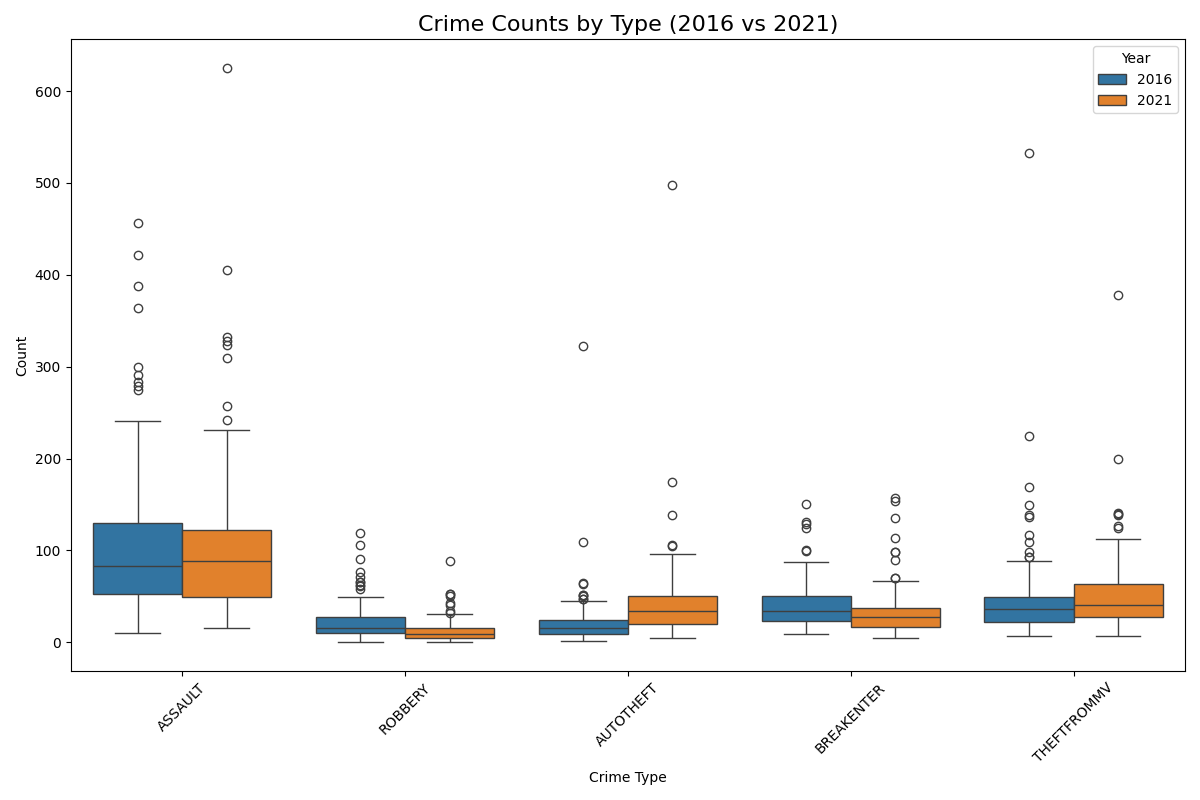 Crime Counts by Type (2016 vs 2021)
Year
2016
2021
Count
600
500
400
300
200
100
0
ASSAULT
ROBBERY
AUTOTHEFT
BREAKENTER
THEFTFROMMV
Crime Type